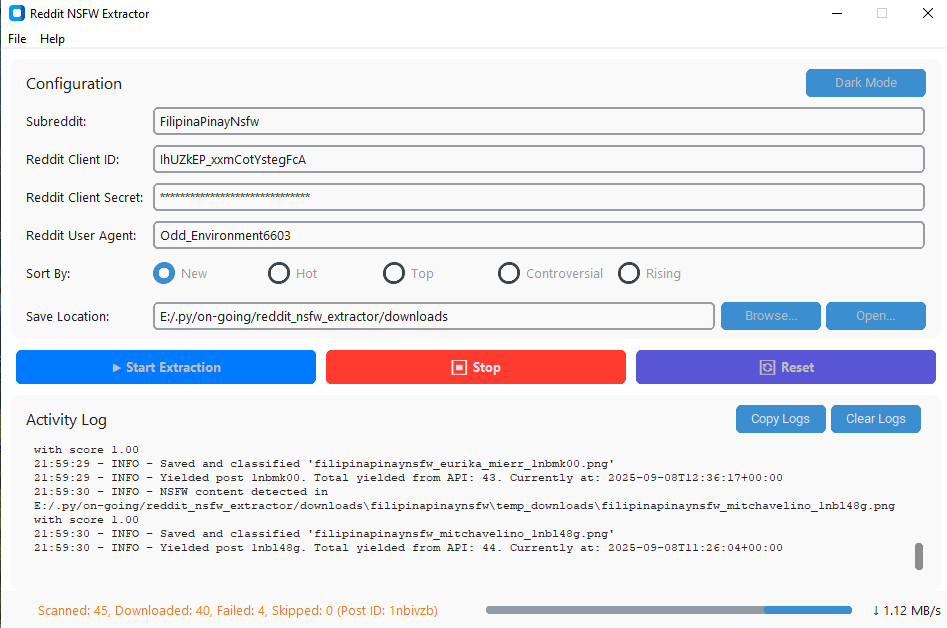 Reddit NSFW Extractor
File Help
Configuration
Dark Mode
Subreddit: FilipinaPinayNsfw
Reddit Client ID: IhUZkEP_xxmCotYstegFcA
Reddit Client Secret: ******************************
Reddit User Agent: Odd_Environment6603
Sort By: New Hot Top Controversial Rising
Save Location: E:/.py/on-going/reddit_nsfw_extractor/downloads Browse... Open...
Start Extraction Stop Reset
Activity Log Copy Logs Clear Logs
with score 1.00
21:59:29 - INFO - Saved and classified 'filipinapinaynsfw_eurika_mierr_1nbmk00.png'
21:59:29 - INFO - Yielded post 1nbmk00. Total yielded from API: 43. Currently at: 2025-09-08T12:36:17+00:00
21:59:30 - INFO - NSFW content detected in
E:/.py/on-going/reddit_nsfw_extractor/downloads\filipinapinaynsfw\temp_downloads\filipinapinaynsfw_mitchavelino_1nbl48g.png
with score 1.00
21:59:30 - INFO - Saved and classified 'filipinapinaynsfw_mitchavelino_1nbl48g.png'
21:59:30 - INFO - Yielded post 1nbl48g. Total yielded from API: 44. Currently at: 2025-09-08T11:26:04+00:00
Scanned: 45, Downloaded: 40, Failed: 4, Skipped: 0 (Post ID: 1nbivzb) ↓ 1.12 MB/s